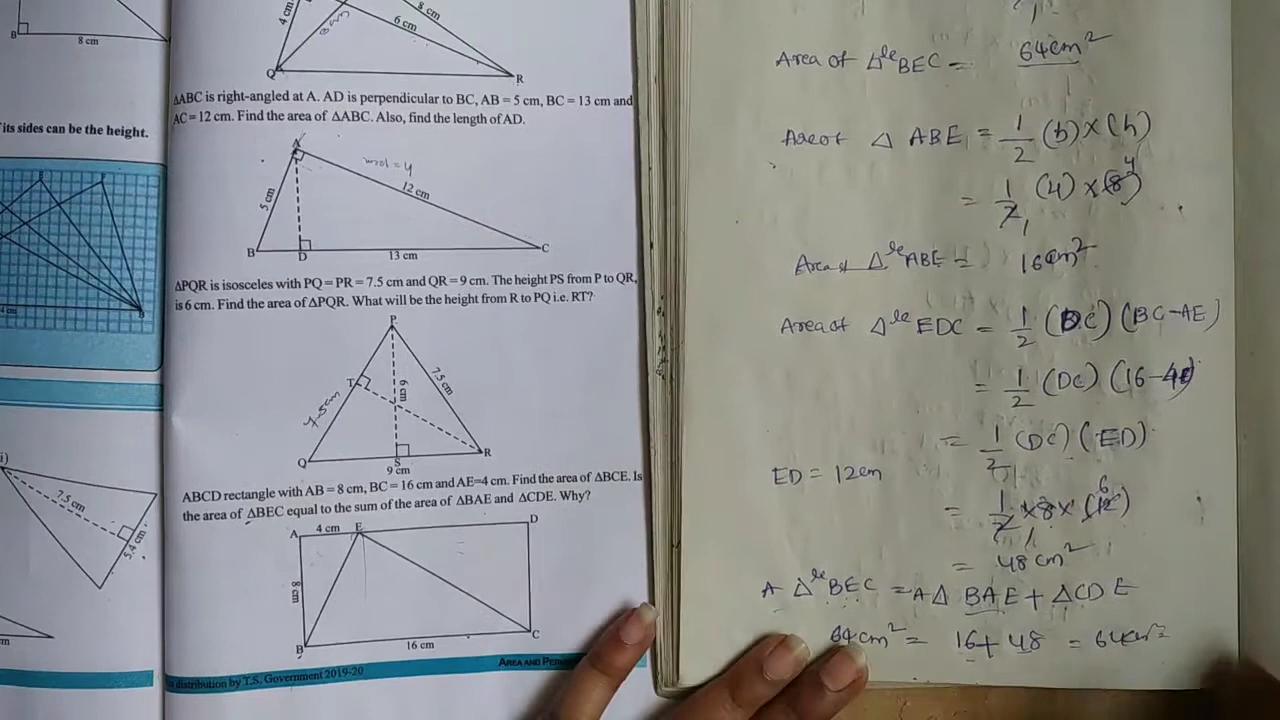 B
8 cm
its sides can be the height.
7.5 cm
5.4 cm
4 cm
8 cm
6 cm
8 cm
Q
R
ΔABC is right-angled at A. AD is perpendicular to BC, AB = 5 cm, BC = 13 cm and
AC = 12 cm. Find the area of ΔABC. Also, find the length of AD.
A
5 cm
12 cm
B
D
13 cm
C
ΔPQR is isosceles with PQ = PR = 7.5 cm and QR = 9 cm. The height PS from P to QR,
is 6 cm. Find the area of ΔPQR. What will be the height from R to PQ i.e. RT?
P
T
7.5cm
6 cm
7.5 cm
Q
S
R
9 cm
ABCD rectangle with AB = 8 cm, BC = 16 cm and AE=4 cm. Find the area of ΔBCE. Is
the area of ΔBEC equal to the sum of the area of ΔBAE and ΔCDE. Why?
A
4 cm
E
D
8 cm
B
16 cm
C
distribution by T.S. Government 2019-20
AREA AND
Area of Δle BEC = 64cm²
Area of Δ ABE = 1/2 (b) × (h)
= 1/2 (4) × (8)
Area of Δle ABE = 16cm²
Area of Δle EDC = 1/2 (DC) (BC-AE)
= 1/2 (DC) (16-4)
= 1/2 (DC) (ED)
ED = 12cm
= 1/2 × 8 × (12)
= 48cm²
A Δle BEC = A Δ BAE + ΔCDE
64cm² = 16+48 = 64cm²